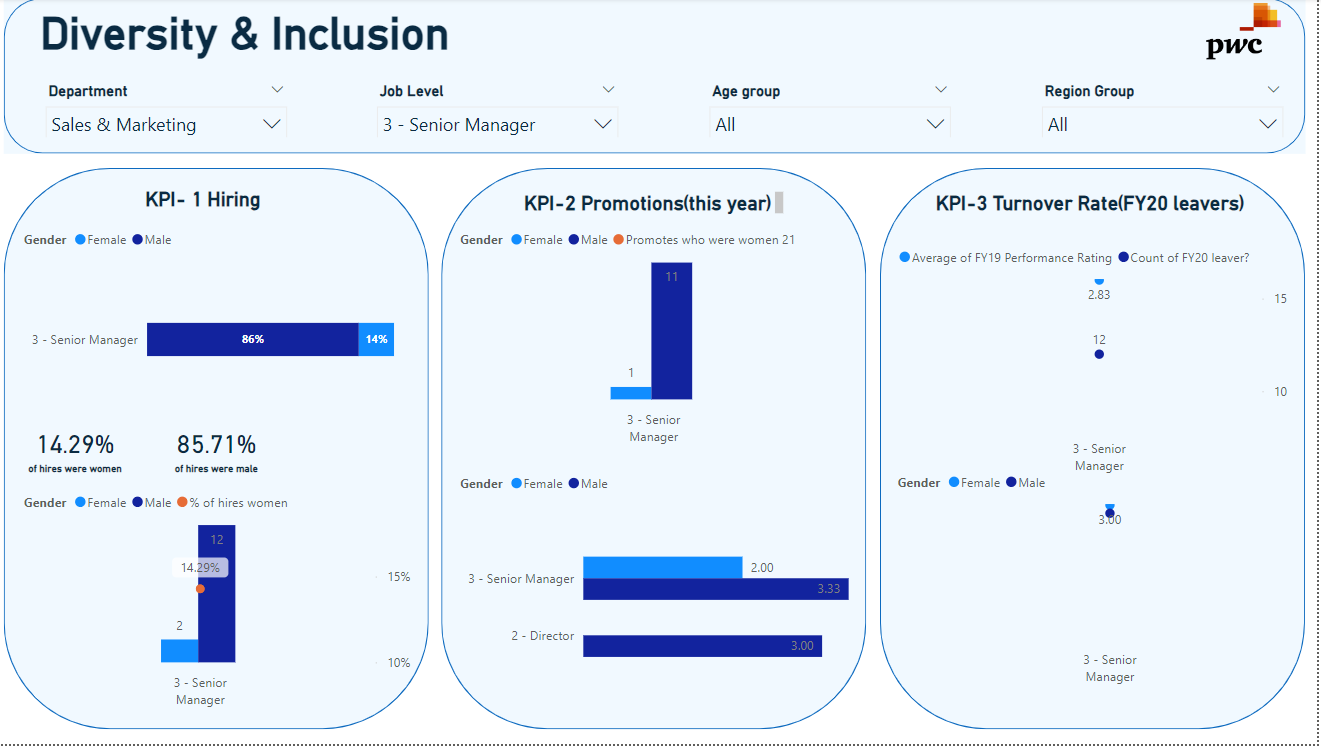 Diversity & Inclusion
pwc
Department
Job Level
Age group
Region Group
Sales & Marketing
3 - Senior Manager
All
All
KPI- 1 Hiring
Gender Female Male
3 - Senior Manager 86% 14%
14.29% 85.71%
of hires were women of hires were male
Gender Female Male % of hires women
12
14.29%
15%
2
10%
3 - Senior
Manager
KPI-2 Promotions(this year)
Gender Female Male Promotes who were women 21
11
1
3 - Senior
Manager
Gender Female Male
2.00
3 - Senior Manager
3.33
2 - Director
3.00
KPI-3 Turnover Rate(FY20 leavers)
Average of FY19 Performance Rating Count of FY20 leaver?
2.83
15
12
10
3 - Senior
Manager
Gender Female Male
3.00
3 - Senior
Manager